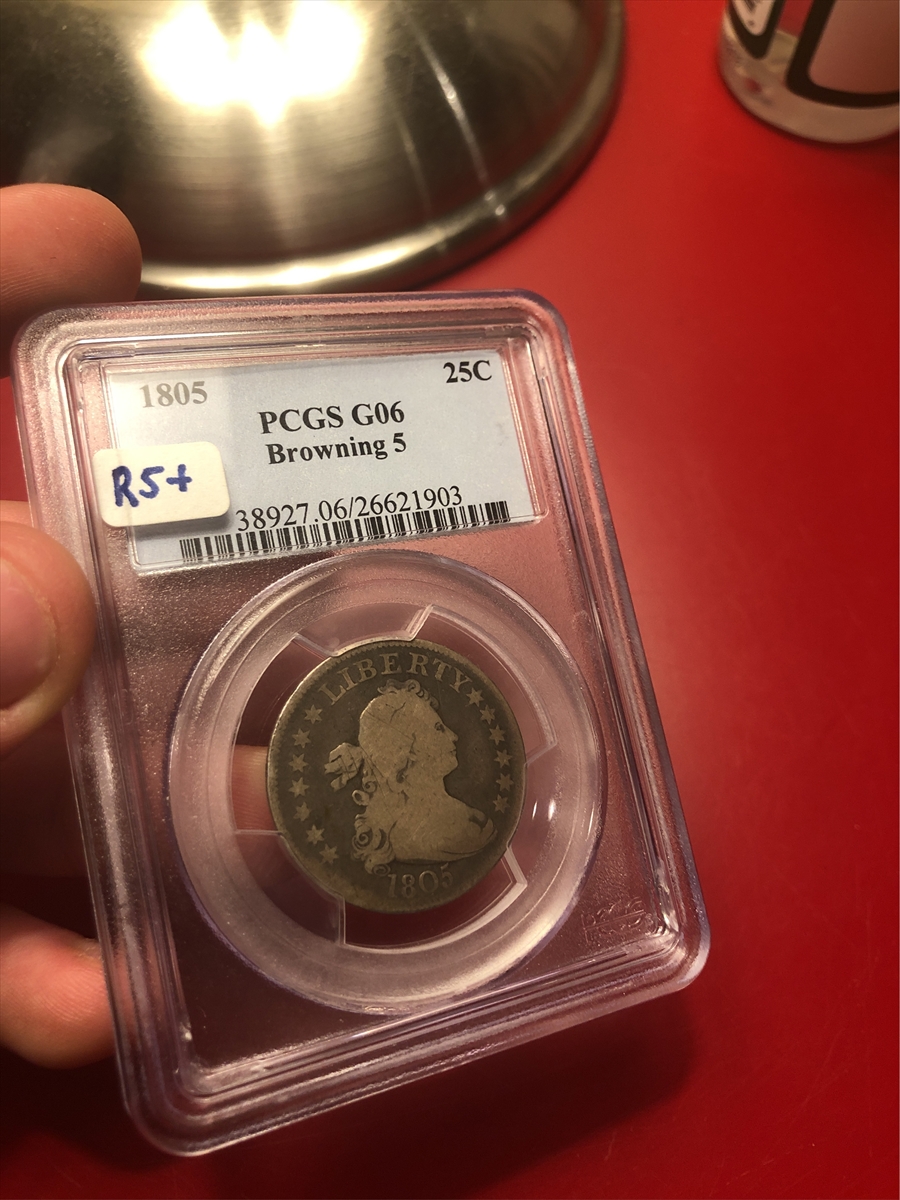 1805 25C
PCGS G06
Browning 5
R5+
38927.06/26621903
LIBERTY
1805